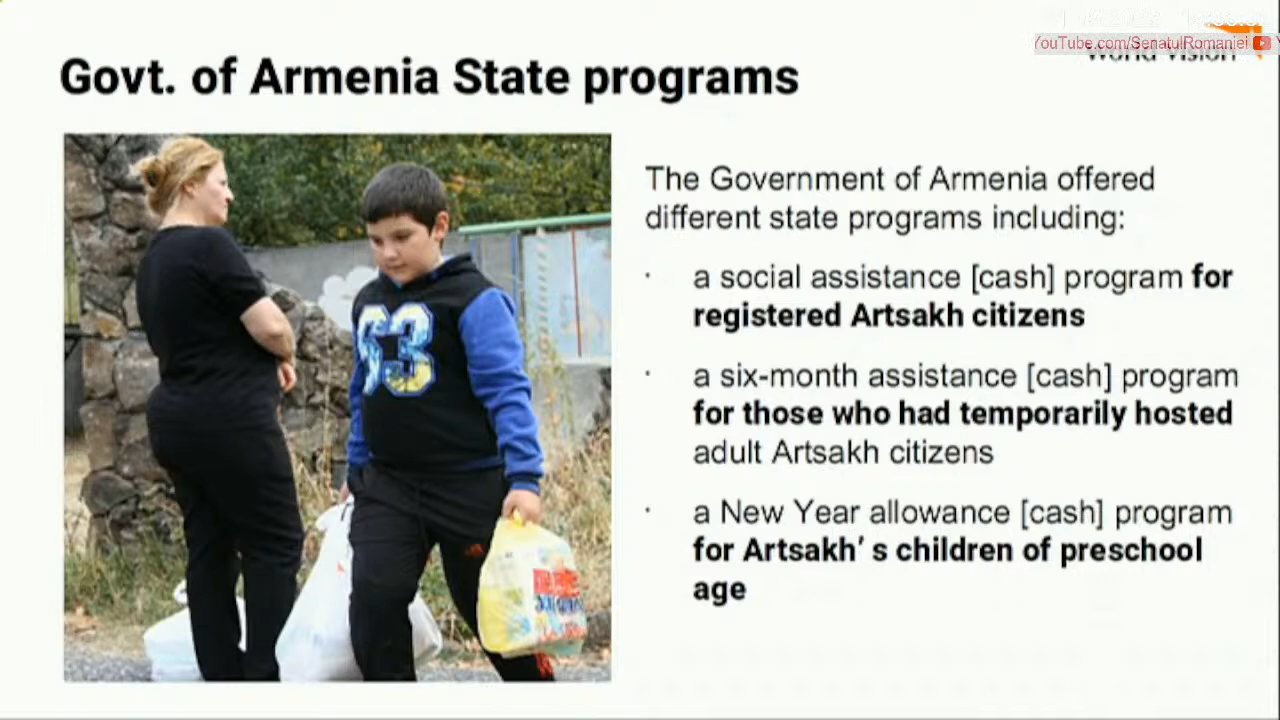 YouTube.com/SenatulRomaniei
World Vision
Govt. of Armenia State programs
63
The Government of Armenia offered
different state programs including:
· a social assistance [cash] program for
registered Artsakh citizens
· a six-month assistance [cash] program
for those who had temporarily hosted
adult Artsakh citizens
· a New Year allowance [cash] program
for Artsakh’ s children of preschool
age